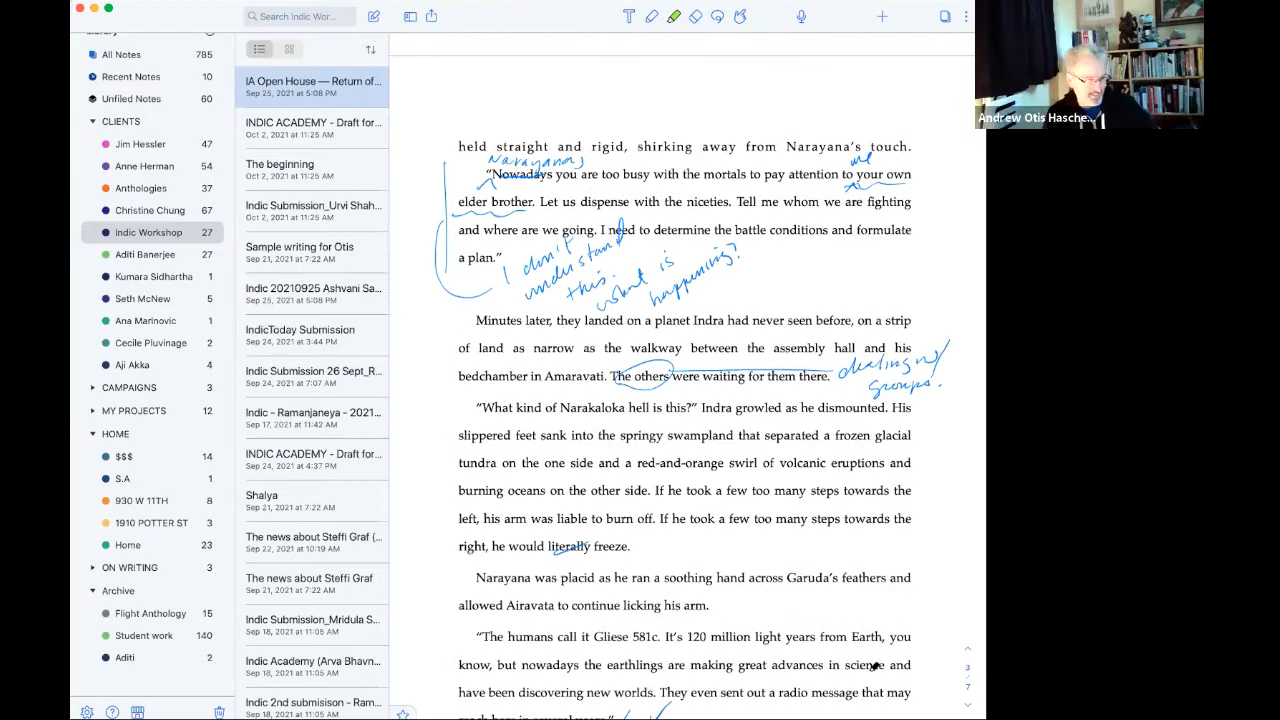 Search Indic Wor...
Library
All Notes 785
Recent Notes 10
Unfiled Notes 60
CLIENTS
Jim Hessler 47
Anne Herman 54
Anthologies 37
Christine Chung 67
Indic Workshop 27
Aditi Banerjee 27
Kumara Sidhartha 1
Seth McNew 5
Ana Marinovic 1
Cecile Pluvinage 2
Aji Akka 4
CAMPAIGNS 3
MY PROJECTS 12
HOME
$$$ 14
S.A 1
930 W 11TH 8
1910 POTTER ST 3
Home 23
ON WRITING 3
Archive
Flight Anthology 15
Student work 140
Aditi 2
IA Open House — Return of...
Sep 25, 2021 at 5:08 PM
INDIC ACADEMY - Draft for...
Oct 2, 2021 at 11:25 AM
The beginning
Indic Submission_Urvi Shah...
Oct 2, 2021 at 11:25 AM
Sample writing for Otis
Indic 20210925 Ashvani Sa...
Sep 25, 2021 at 5:08 PM
IndicToday Submission
Sep 24, 2021 at 3:44 PM
Indic Submission 26 Sept_R...
Sep 24, 2021 at 6:37 PM
Indic - Ramanjaneya - 2021...
Sep 17, 2021 at 11:42 AM
INDIC ACADEMY - Draft for...
Sep 24, 2021 at 4:37 PM
Shalya
Sep 21, 2021 at 7:22 AM
The news about Steffi Graf (...
Sep 22, 2021 at 10:19 AM
The news about Steffi Graf
Sep 21, 2021 at 7:22 AM
Indic Submission_Mridula S...
Sep 18, 2021 at 11:05 AM
Indic Academy (Arva Bhavn...
Sep 18, 2021 at 11:05 AM
Indic 2nd submisison - Ram...
Sep 18, 2021 at 11:05 AM
held straight and rigid, shirking away from Narayana's touch.
Narayana, me
"Nowadays you are too busy with the mortals to pay attention to your own
elder brother. Let us dispense with the niceties. Tell me whom we are fighting
and where are we going. I need to determine the battle conditions and formulate
a plan."
I don't understand this. what is happening?
Minutes later, they landed on a planet Indra had never seen before, on a strip
of land as narrow as the walkway between the assembly hall and his
bedchamber in Amaravati. The others were waiting for them there.
dealing w/ groups.
"What kind of Narakaloka hell is this?" Indra growled as he dismounted. His
slippered feet sank into the springy swampland that separated a frozen glacial
tundra on the one side and a red-and-orange swirl of volcanic eruptions and
burning oceans on the other side. If he took a few too many steps towards the
left, his arm was liable to burn off. If he took a few too many steps towards the
right, he would literally freeze.
Narayana was placid as he ran a soothing hand across Garuda's feathers and
allowed Airavata to continue licking his arm.
"The humans call it Gliese 581c. It's 120 million light years from Earth, you
know, but nowadays the earthlings are making great advances in science and
have been discovering new worlds. They even sent out a radio message that may
reach here in several years."
3
7
Andrew Otis Hasche...